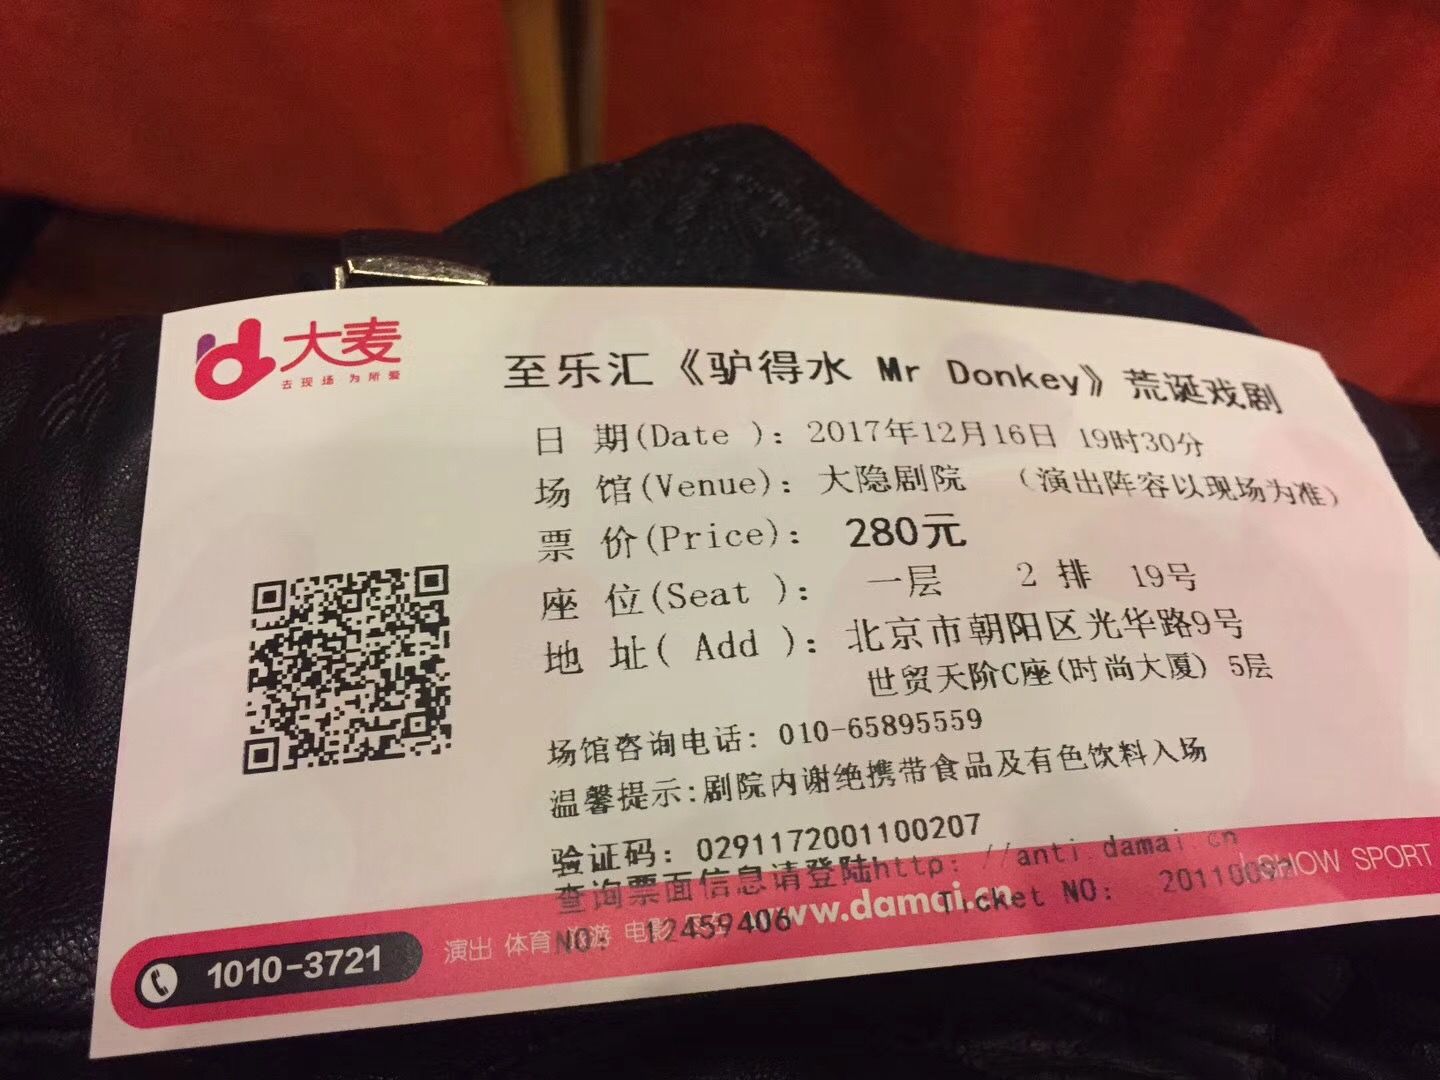 大麦
去现场 为所爱
至乐汇《驴得水 Mr Donkey》荒诞戏剧
日 期(Date ): 2017年12月16日 19时30分
场 馆(Venue): 大隐剧院 (演出阵容以现场为准)
票 价(Price): 280元
座 位(Seat ): 一层 2 排 19号
地 址( Add ): 北京市朝阳区光华路9号
世贸天阶C座(时尚大厦) 5层
场馆咨询电话: 010-65895559
温馨提示:剧院内谢绝携带食品及有色饮料入场
验证码: 0291172001100207
查询票面信息请登陆http: //anti.damai.cn
NO: 12459406 Ticket NO:
1010-3721 演出 体育 电影 www.damai.cn SHOW SPORT